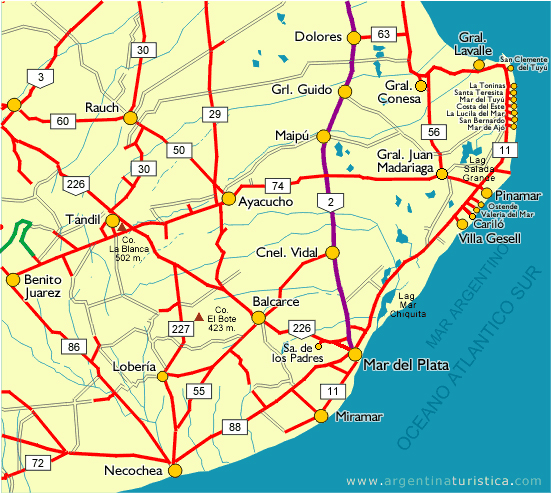 Dolores
63
Gral.
Lavalle
San Clemente
del Tuyú
30
3
Grl. Guido
Gral.
Conesa
La Toninas
Santa Teresita
Mar del Tuyú
Costa del Este
La Lucila del Mar
San Bernardo
Mar de Ajó
Rauch
60
29
Maipú
56
11
50
Gral. Juan
Madariaga
Lag.
Salada
Grande
30
226
74
Ayacucho
2
Pinamar
Ostende
Valeria del Mar
Cariló
Villa Gesell
Tandil
Co.
La Blanca
502 m.
Cnel. Vidal
MAR ARGENTINO
OCEANO ATLANTICO SUR
Benito
Juarez
Lag.
Mar
Chiquita
Balcarce
Co.
El Bote
423 m.
227
226
Sa. de
los Padres
86
Mar del Plata
Lobería
55
11
Miramar
88
72
Necochea
www.argentinaturistica.com